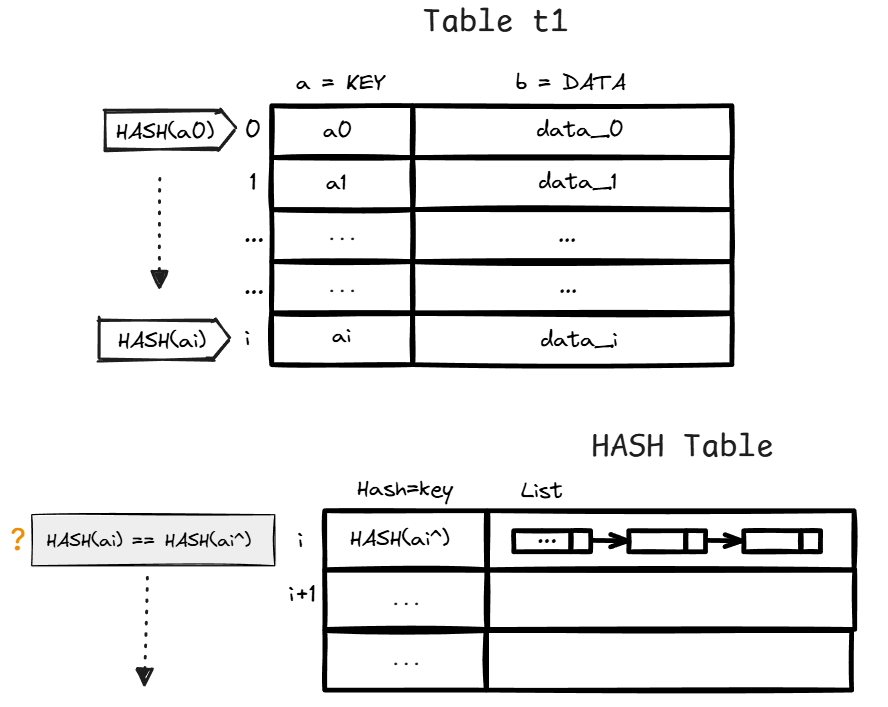 Table t1
a = KEY b = DATA
HASH(a0) 0 a0 data_0
1 a1 data_1
... ... ...
... ... ...
HASH(ai) i ai data_i
HASH Table
Hash=key List
? HASH(ai) == HASH(ai^) i HASH(ai^) ...
i+1 ...
...